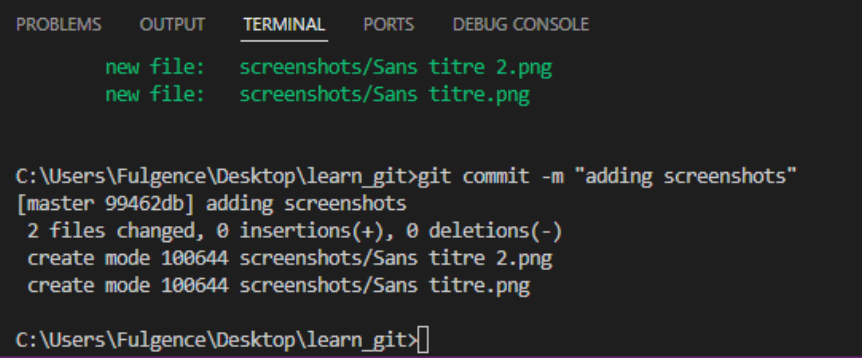 PROBLEMS OUTPUT TERMINAL PORTS DEBUG CONSOLE
new file: screenshots/Sans titre 2.png
new file: screenshots/Sans titre.png
C:\Users\Fulgence\Desktop\learn_git>git commit -m "adding screenshots"
[master 99462db] adding screenshots
2 files changed, 0 insertions(+), 0 deletions(-)
create mode 100644 screenshots/Sans titre 2.png
create mode 100644 screenshots/Sans titre.png
C:\Users\Fulgence\Desktop\learn_git>